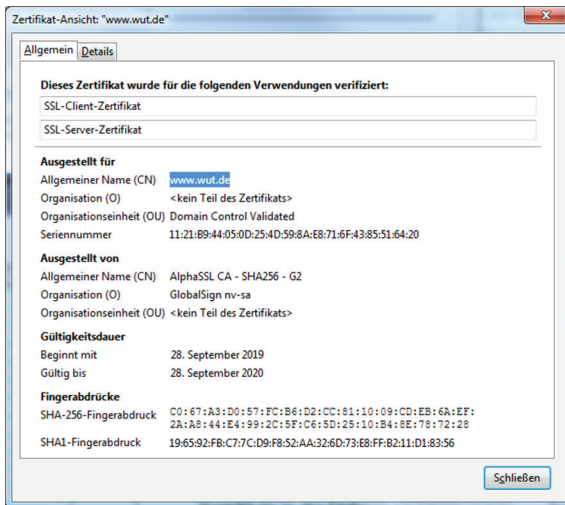 Zertifikat-Ansicht: "www.wut.de"
Allgemein Details
Dieses Zertifikat wurde für die folgenden Verwendungen verifiziert:
SSL-Client-Zertifikat
SSL-Server-Zertifikat
Ausgestellt für
Allgemeiner Name (CN) www.wut.de
Organisation (O) <kein Teil des Zertifikats>
Organisationseinheit (OU) Domain Control Validated
Seriennummer 11:21:B9:44:05:0D:25:4D:59:8A:E8:71:6F:43:85:51:64:20
Ausgestellt von
Allgemeiner Name (CN) AlphaSSL CA - SHA256 - G2
Organisation (O) GlobalSign nv-sa
Organisationseinheit (OU) <kein Teil des Zertifikats>
Gültigkeitsdauer
Beginnt mit 28. September 2019
Gültig bis 28. September 2020
Fingerabdrücke
SHA-256-Fingerabdruck C0:67:A3:D0:57:FC:B6:D2:CC:81:10:09:CD:EB:6A:EF:
2A:A8:44:E4:99:2C:5F:C6:5D:25:10:B4:8E:78:72:28
SHA1-Fingerabdruck 19:65:92:FB:C7:7C:D9:F8:52:AA:32:6D:73:E8:FF:B2:11:D1:83:56
Schließen